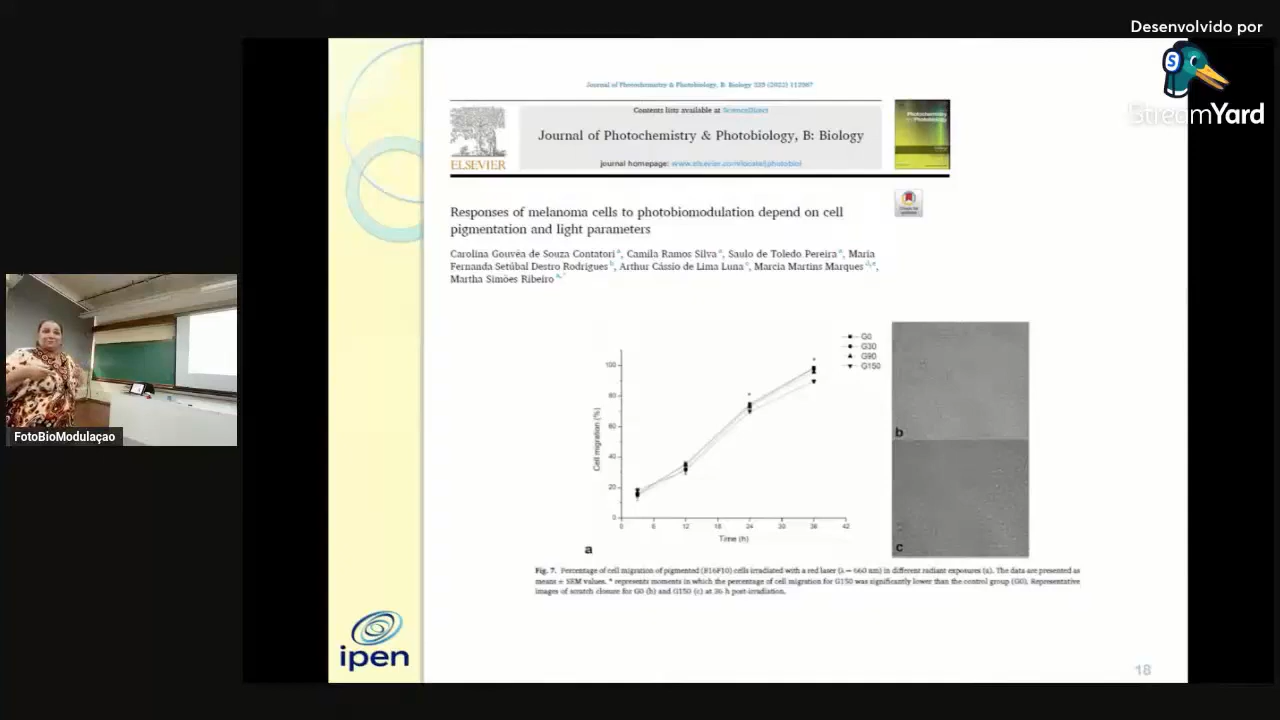 Desenvolvido por
StreamYard
Journal of Photochemistry & Photobiology, B: Biology
Contents lists available at ScienceDirect
ELSEVIER
Journal of Photochemistry & Photobiology, B: Biology
journal homepage: www.elsevier.com/locate/jphotobiol
Responses of melanoma cells to photobiomodulation depend on cell
pigmentation and light parameters
Carolina Gouvêa de Souza Contatori, Camila Ramos Silva, Saulo de Toledo Pereira, Maria
Fernanda Setúbal Destro Rodrigues, Arthur Cássio de Lima Luna, Marcia Martins Marques,
Martha Simões Ribeiro
G0
G30
G90
G150
Cell migration (%)
100
80
60
40
20
0
0 6 12 18 24 30 36 42
Time (h)
a
b
c
Fig. 7. Percentage of cell migration of pigmented (B16F10) cells irradiated with a red laser (λ = 660 nm) in different radiant exposures (a). The data are presented as
means ± SEM values. * represents moments in which the percentage of cell migration for G150 was significantly lower than the control group (G0). Representative
images of scratch closure for G0 (b) and G150 (c) at 36 h post-irradiation.
FotoBioModulaçao
ipen
18